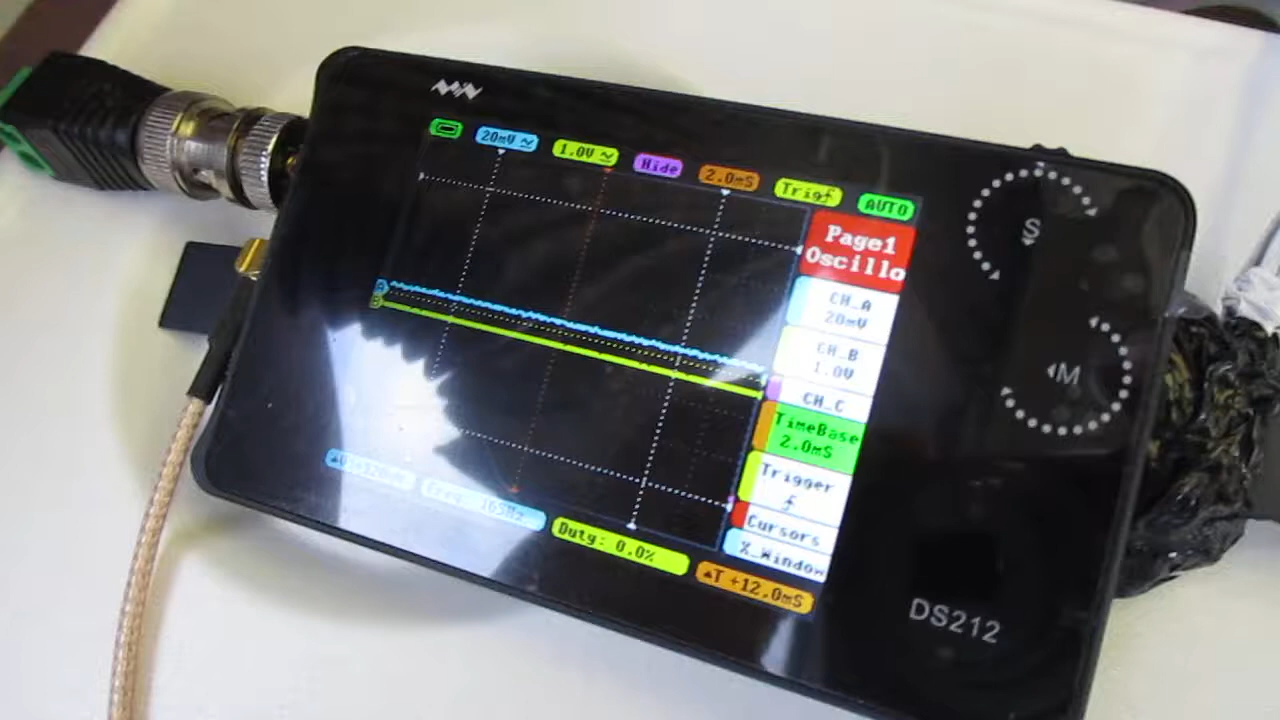 20mV
1.0V
Hide
2.0mS
Trig
AUTO
Page1
Oscillo
CH_A
20mV
CH_B
1.0V
CH_C
TimeBase
2.0mS
Trigger
Cursors
X_Window
A
B
Duty: 0.0%
▲T +12.0mS
S
M
DS212